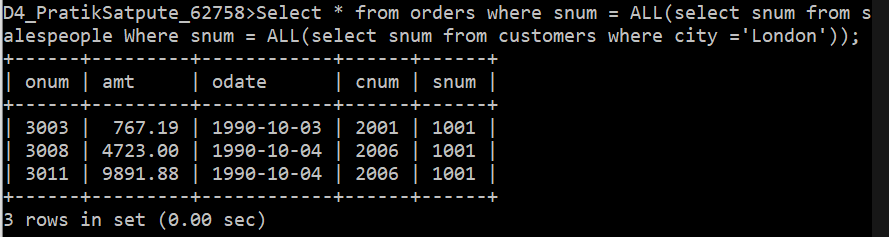 D4_PratikSatpute_62758>Select * from orders where snum = ALL(select snum from s
alespeople Where snum = ALL(select snum from customers where city ='London'));
+------+---------+------------+------+------+
| onum | amt     | odate      | cnum | snum |
+------+---------+------------+------+------+
| 3003 |  767.19 | 1990-10-03 | 2001 | 1001 |
| 3008 | 4723.00 | 1990-10-04 | 2006 | 1001 |
| 3011 | 9891.88 | 1990-10-04 | 2006 | 1001 |
+------+---------+------------+------+------+
3 rows in set (0.00 sec)